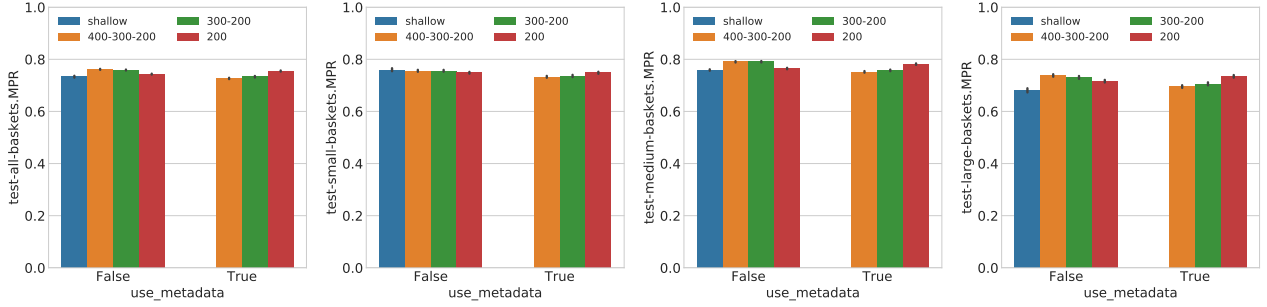 test-all-baskets.MPR
1.0
0.8
0.6
0.4
0.2
0.0
shallow
400-300-200
300-200
200
False
True
use_metadata
test-small-baskets.MPR
1.0
0.8
0.6
0.4
0.2
0.0
shallow
400-300-200
300-200
200
False
True
use_metadata
test-medium-baskets.MPR
1.0
0.8
0.6
0.4
0.2
0.0
shallow
400-300-200
300-200
200
False
True
use_metadata
test-large-baskets.MPR
1.0
0.8
0.6
0.4
0.2
0.0
shallow
400-300-200
300-200
200
False
True
use_metadata